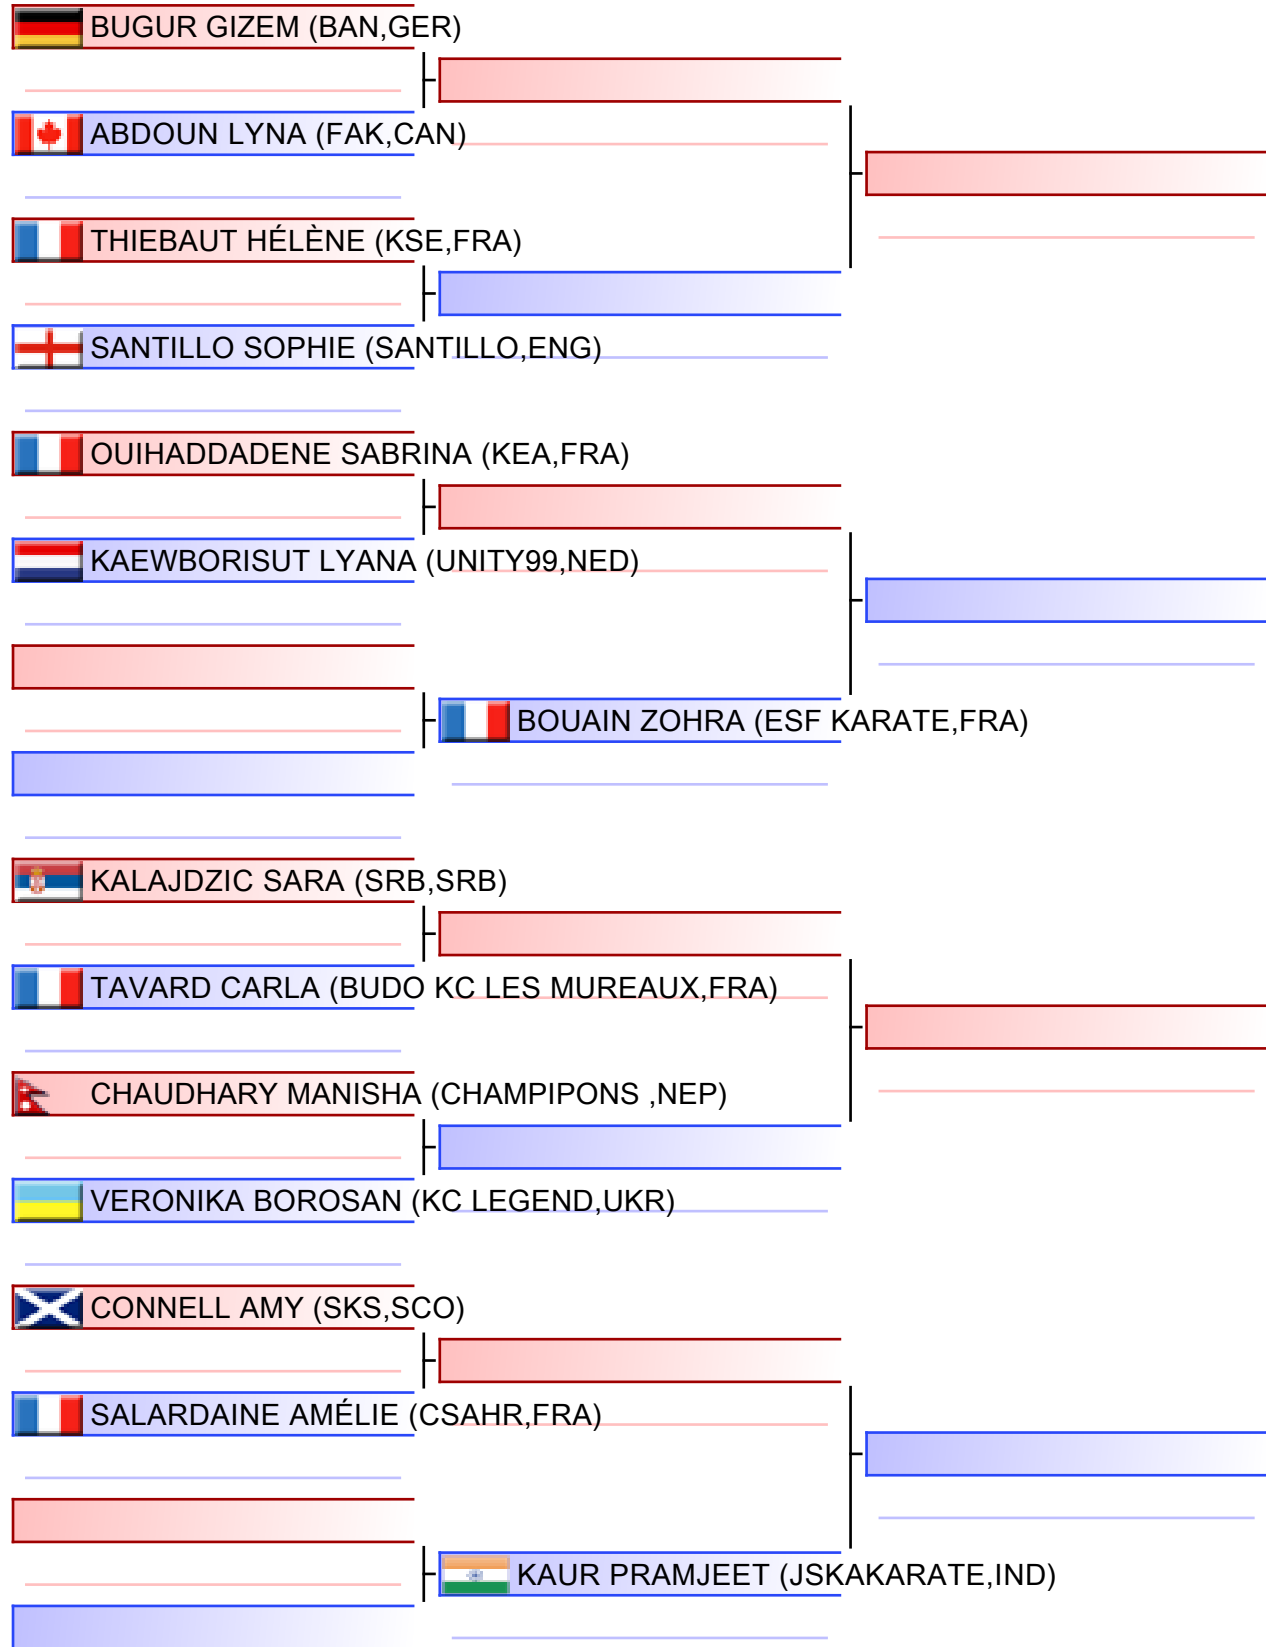 BUGUR GIZEM (BAN,GER)
ABDOUN LYNA (FAK,CAN)
THIEBAUT HÉLÈNE (KSE,FRA)
SANTILLO SOPHIE (SANTILLO,ENG)
OUIHADDADENE SABRINA (KEA,FRA)
KAEWBORISUT LYANA (UNITY99,NED)
BOUAIN ZOHRA (ESF KARATE,FRA)
KALAJDZIC SARA (SRB,SRB)
TAVARD CARLA (BUDO KC LES MUREAUX,FRA)
CHAUDHARY MANISHA (CHAMPIPONS ,NEP)
VERONIKA BOROSAN (KC LEGEND,UKR)
CONNELL AMY (SKS,SCO)
SALARDAINE AMÉLIE (CSAHR,FRA)
KAUR PRAMJEET (JSKAKARATE,IND)